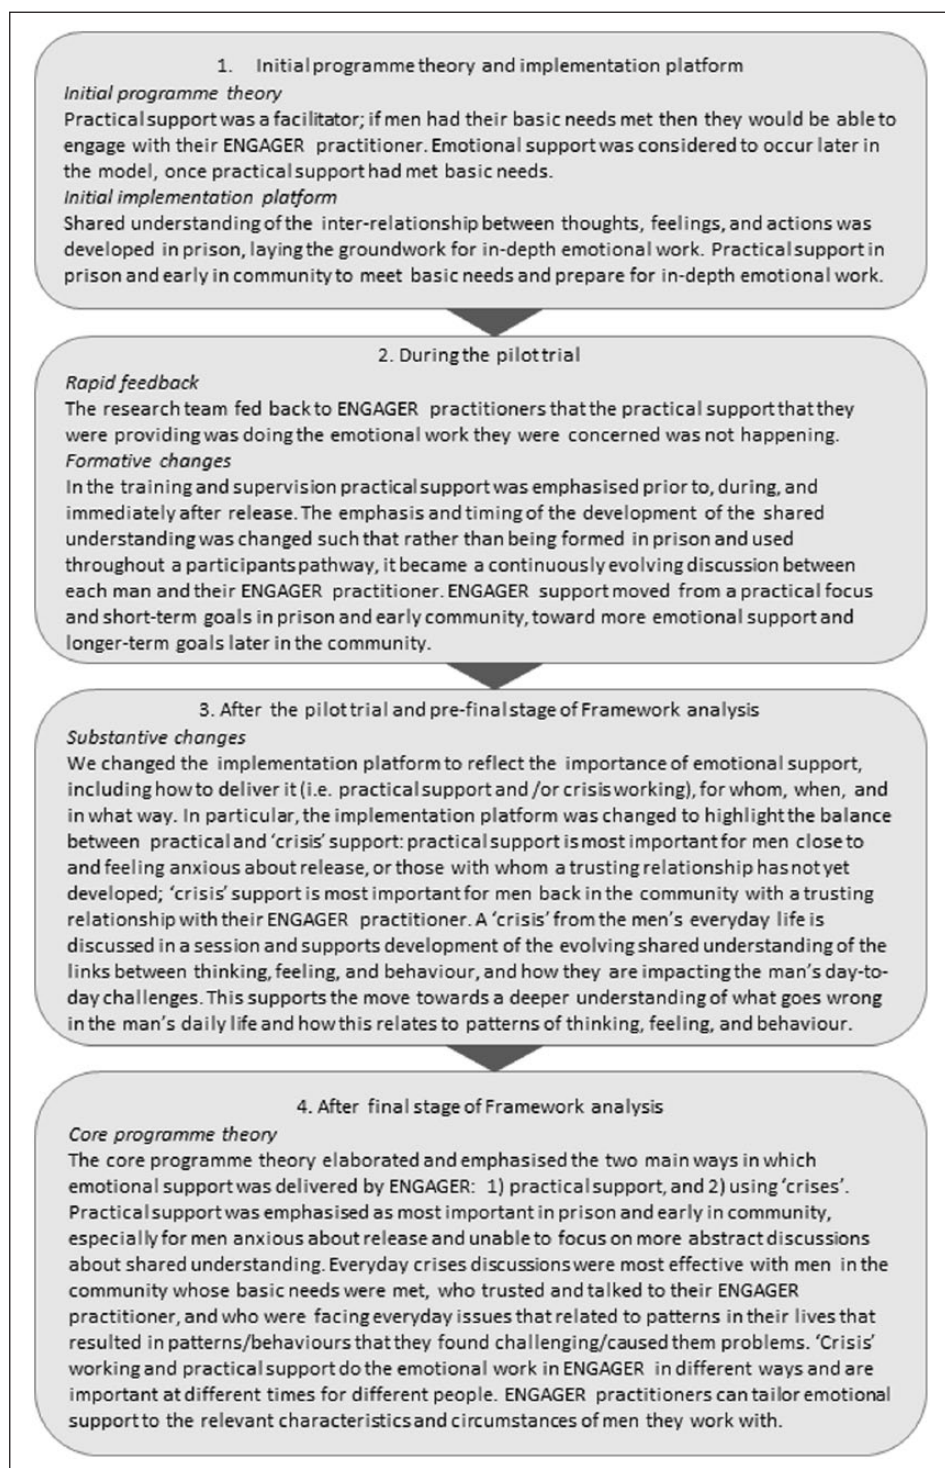 1. Initial programme theory and implementation platform
Initial programme theory
Practical support was a facilitator; if men had their basic needs met then they would be able to
engage with their ENGAGER practitioner. Emotional support was considered to occur later in
the model, once practical support had met basic needs.
Initial implementation platform
Shared understanding of the inter-relationship between thoughts, feelings, and actions was
developed in prison, laying the groundwork for in-depth emotional work. Practical support in
prison and early in community to meet basic needs and prepare for in-depth emotional work.
2. During the pilot trial
Rapid feedback
The research team fed back to ENGAGER practitioners that the practical support that they
were providing was doing the emotional work they were concerned was not happening.
Formative changes
In the training and supervision practical support was emphasised prior to, during, and
immediately after release. The emphasis and timing of the development of the shared
understanding was changed such that rather than being formed in prison and used
throughout a participants pathway, it became a continuously evolving discussion between
each man and their ENGAGER practitioner. ENGAGER support moved from a practical focus
and short-term goals in prison and early community, toward more emotional support and
longer-term goals later in the community.
3. After the pilot trial and pre-final stage of Framework analysis
Substantive changes
We changed the implementation platform to reflect the importance of emotional support,
including how to deliver it (i.e. practical support and /or crisis working), for whom, when, and
in what way. In particular, the implementation platform was changed to highlight the balance
between practical and ‘crisis’ support: practical support is most important for men close to
and feeling anxious about release, or those with whom a trusting relationship has not yet
developed; ‘crisis’ support is most important for men back in the community with a trusting
relationship with their ENGAGER practitioner. A ‘crisis’ from the men’s everyday life is
discussed in a session and supports development of the evolving shared understanding of the
links between thinking, feeling, and behaviour, and how they are impacting the man’s day-to-
day challenges. This supports the move towards a deeper understanding of what goes wrong
in the man’s daily life and how this relates to patterns of thinking, feeling, and behaviour.
4. After final stage of Framework analysis
Core programme theory
The core programme theory elaborated and emphasised the two main ways in which
emotional support was delivered by ENGAGER: 1) practical support, and 2) using ‘crises’.
Practical support was emphasised as most important in prison and early in community,
especially for men anxious about release and unable to focus on more abstract discussions
about shared understanding. Everyday crises discussions were most effective with men in the
community whose basic needs were met, who trusted and talked to their ENGAGER
practitioner, and who were facing everyday issues that related to patterns in their lives that
resulted in patterns/behaviours that they found challenging/caused them problems. ‘Crisis’
working and practical support do the emotional work in ENGAGER in different ways and are
important at different times for different people. ENGAGER practitioners can tailor emotional
support to the relevant characteristics and circumstances of men they work with.